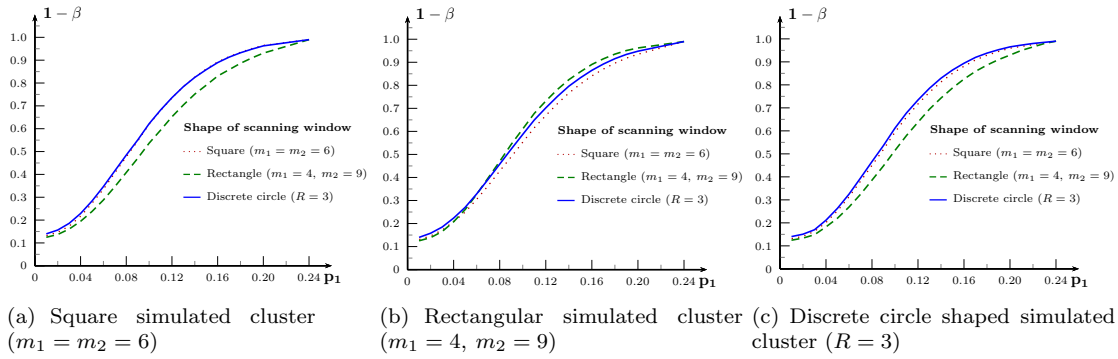 1 − β
1.0
0.9
0.8
0.7
0.6
0.5
0.4
0.3
0.2
0.1
0
0 0.04 0.08 0.12 0.16 0.20 0.24 p₁
Shape of scanning window
Square (m₁ = m₂ = 6)
Rectangle (m₁ = 4, m₂ = 9)
Discrete circle (R = 3)
(a) Square simulated cluster
(m₁ = m₂ = 6)
1 − β
1.0
0.9
0.8
0.7
0.6
0.5
0.4
0.3
0.2
0.1
0
0 0.04 0.08 0.12 0.16 0.20 0.24 p₁
Shape of scanning window
Square (m₁ = m₂ = 6)
Rectangle (m₁ = 4, m₂ = 9)
Discrete circle (R = 3)
(b) Rectangular simulated cluster
(m₁ = 4, m₂ = 9)
1 − β
1.0
0.9
0.8
0.7
0.6
0.5
0.4
0.3
0.2
0.1
0
0 0.04 0.08 0.12 0.16 0.20 0.24 p₁
Shape of scanning window
Square (m₁ = m₂ = 6)
Rectangle (m₁ = 4, m₂ = 9)
Discrete circle (R = 3)
(c) Discrete circle shaped simulated
cluster (R = 3)